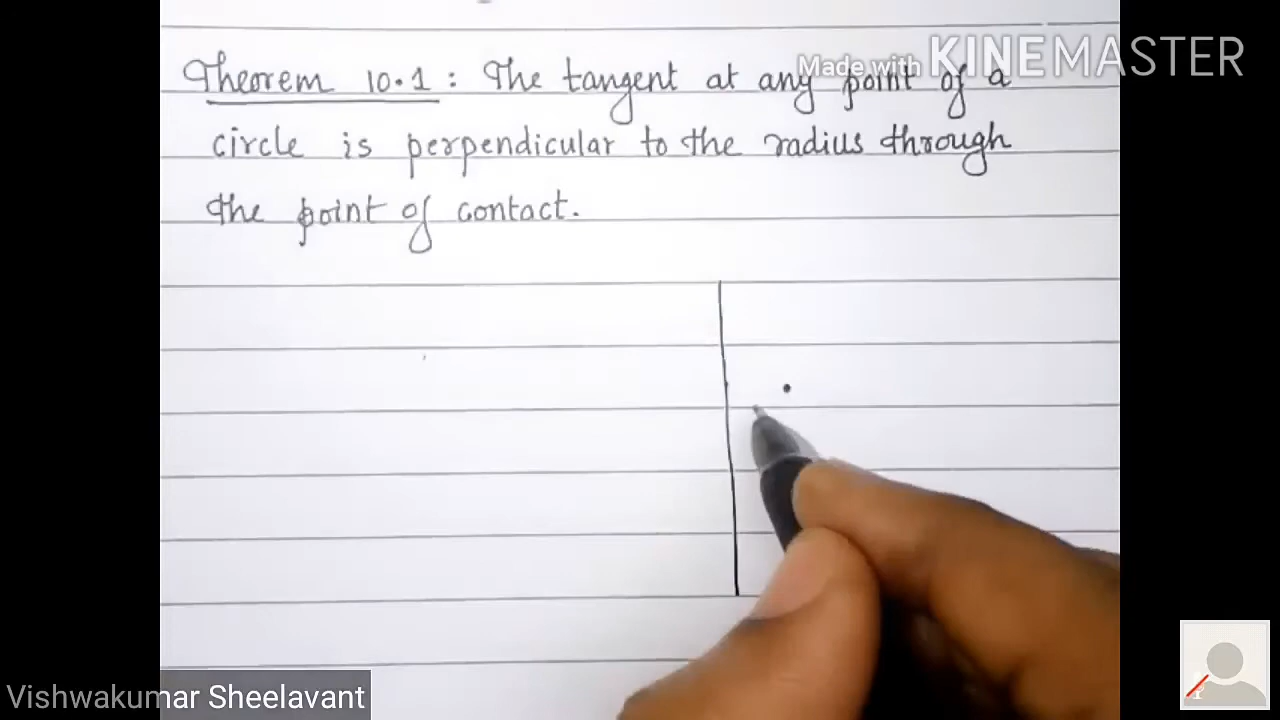 Made with KINEMASTER
Theorem 10.1 : The tangent at any point of a
circle is perpendicular to the radius through
the point of contact.
Vishwakumar Sheelavant